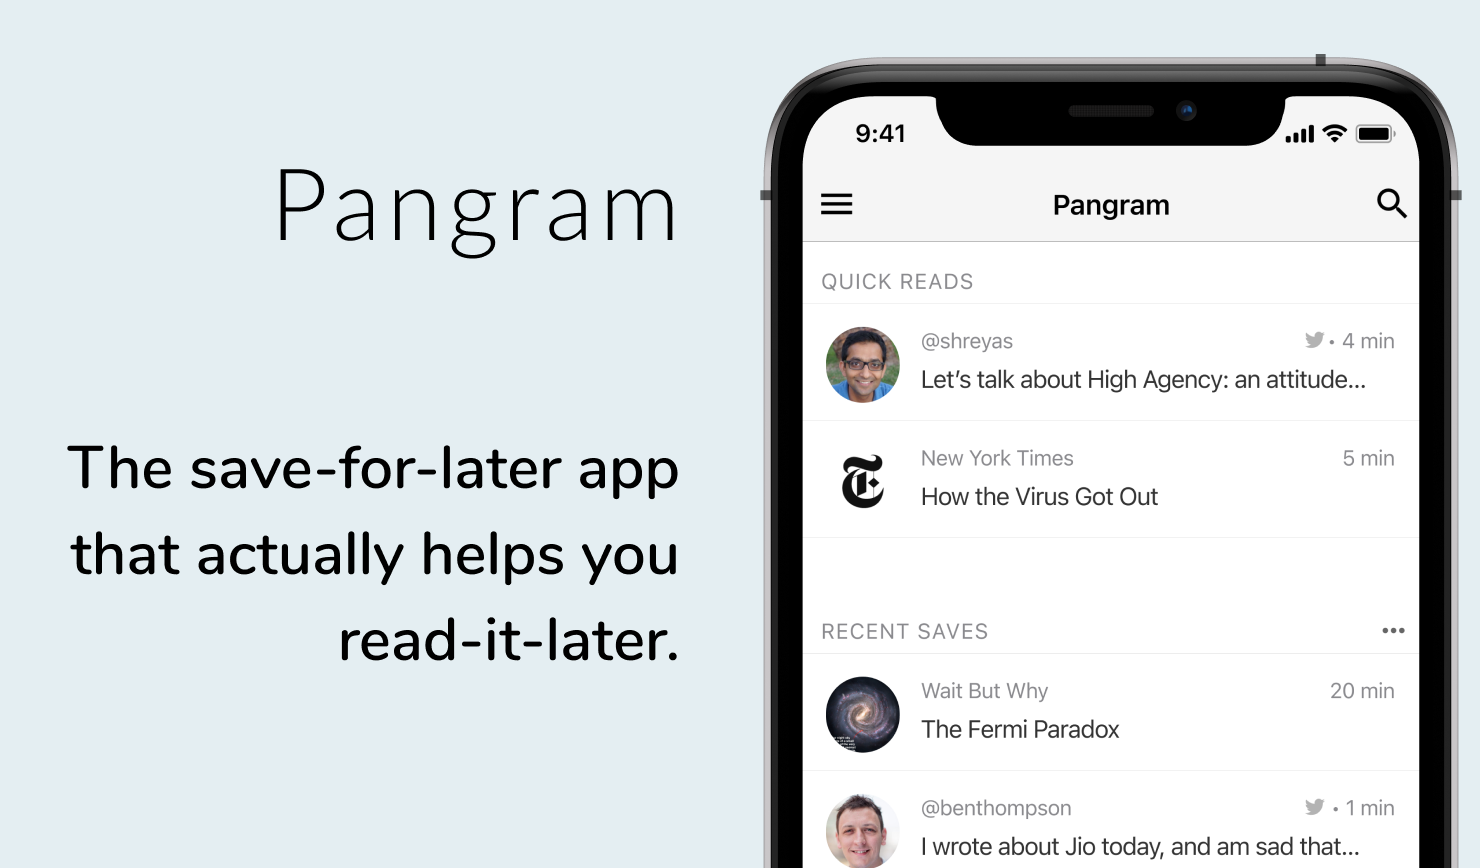 Pangram
The save-for-later app
that actually helps you
read-it-later.
9:41
Pangram
QUICK READS
@shreyas • 4 min
Let’s talk about High Agency: an attitude...
New York Times 5 min
How the Virus Got Out
RECENT SAVES •••
Wait But Why 20 min
The Fermi Paradox
@benthompson • 1 min
I wrote about Jio today, and am sad that...